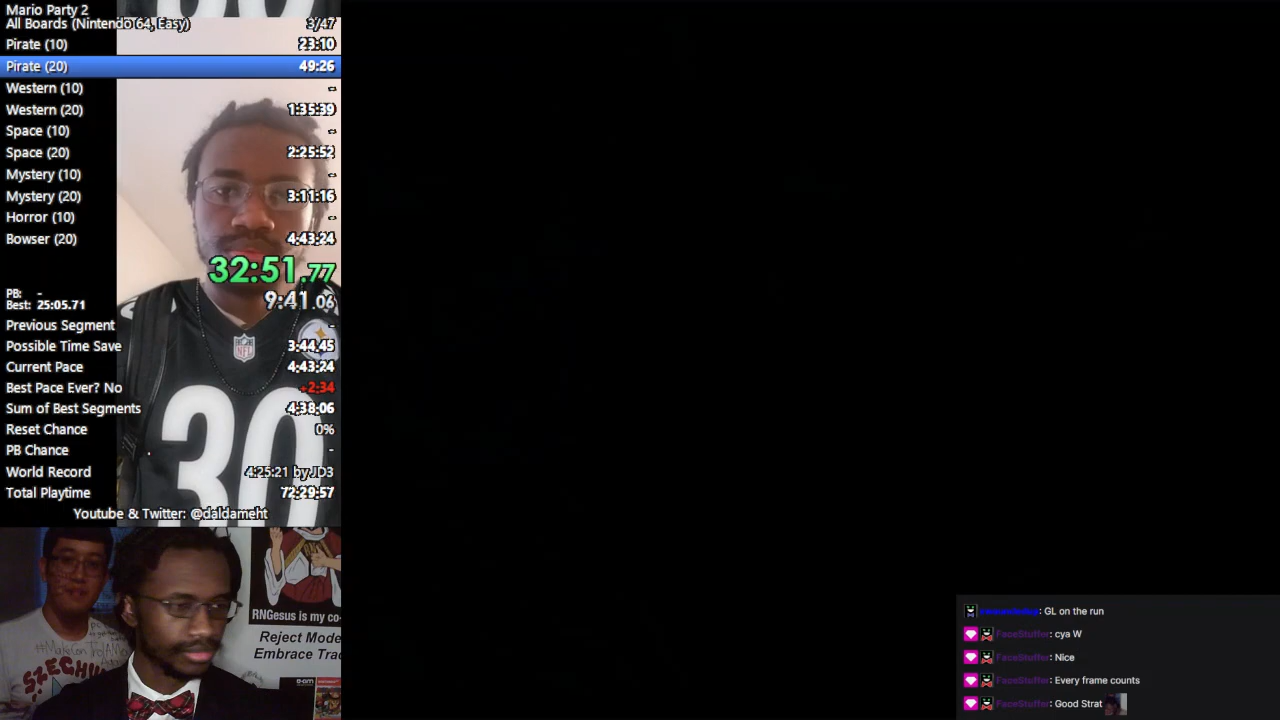 Mario Party 2
All Boards (Nintendo 64, Easy) 3/47
Pirate (10) 23:10
Pirate (20) 49:26
Western (10) -
Western (20) 1:35:39
Space (10) -
Space (20) 2:25:52
Mystery (10) -
Mystery (20) 3:11:16
Horror (10) -
Bowser (20) 4:43:24
32:51.77
PB: - 9:41.06
Best: 25:05.71
Previous Segment -
Possible Time Save 3:44.45
Current Pace 4:43:24
Best Pace Ever? No +2:34
Sum of Best Segments 4:38:06
Reset Chance 0%
PB Chance -
World Record 4:25:21 by JD3
Total Playtime 72:29:57
Youtube & Twitter: @daldameht
NFL
30
RNGesus is my co-
Reject Mode
Embrace Tra
: GL on the run
FaceStuffer: cya W
FaceStuffer: Nice
FaceStuffer: Every frame counts
FaceStuffer: Good Strat